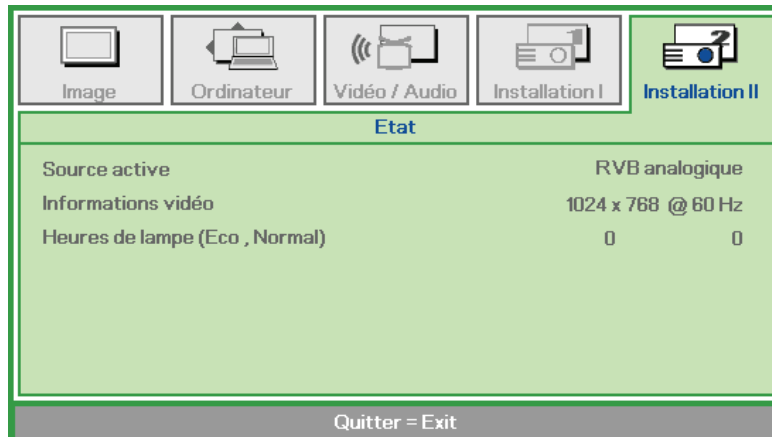 Image Ordinateur Vidéo / Audio Installation I Installation II
Etat
Source active RVB analogique
Informations vidéo 1024 x 768 @ 60 Hz
Heures de lampe (Eco , Normal) 0 0
Quitter = Exit